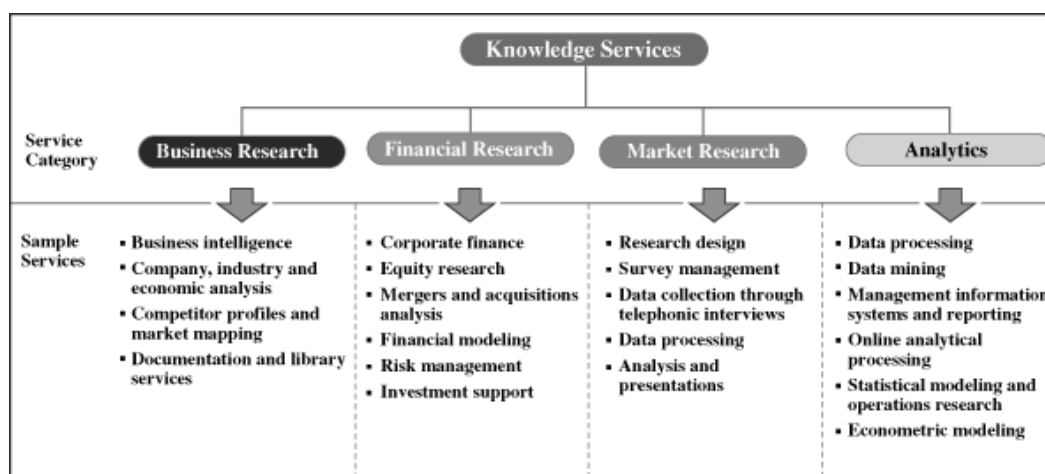 Knowledge Services
Service
Category
Business Research
Financial Research
Market Research
Analytics
Sample
Services
▪ Business intelligence
▪ Company, industry and
economic analysis
▪ Competitor profiles and
market mapping
▪ Documentation and library
services
▪ Corporate finance
▪ Equity research
▪ Mergers and acquisitions
analysis
▪ Financial modeling
▪ Risk management
▪ Investment support
▪ Research design
▪ Survey management
▪ Data collection through
telephonic interviews
▪ Data processing
▪ Analysis and
presentations
▪ Data processing
▪ Data mining
▪ Management information
systems and reporting
▪ Online analytical
processing
▪ Statistical modeling and
operations research
▪ Econometric modeling